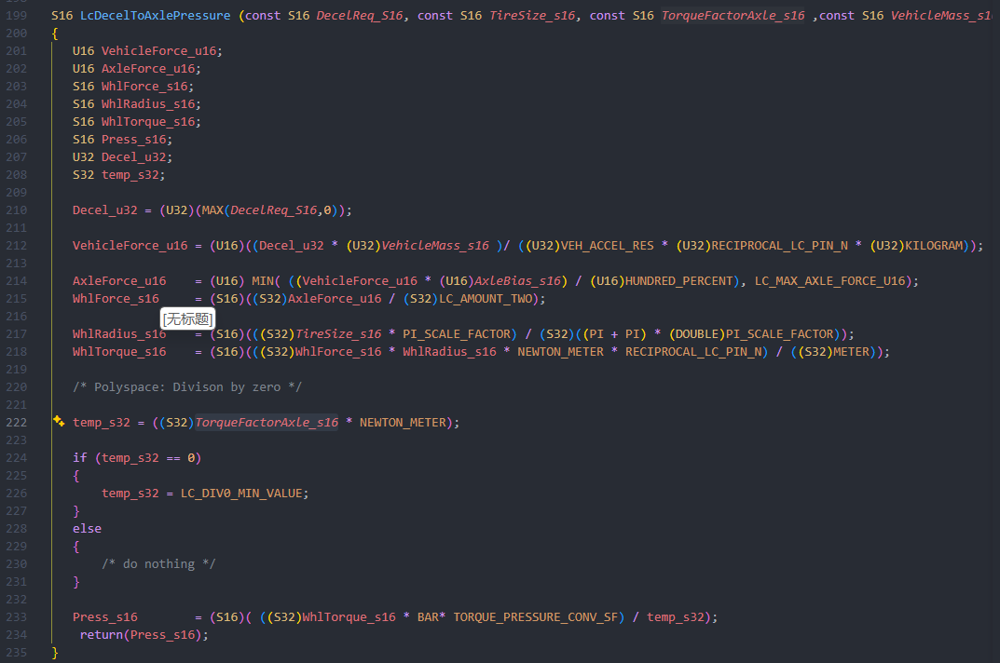 199 S16 LcDecelToAxlePressure (const S16 DecelReq_S16, const S16 TireSize_s16, const S16 TorqueFactorAxle_s16 ,const S16 VehicleMass_s16
200 {
201 U16 VehicleForce_u16;
202 U16 AxleForce_u16;
203 S16 WhlForce_s16;
204 S16 WhlRadius_s16;
205 S16 WhlTorque_s16;
206 S16 Press_s16;
207 U32 Decel_u32;
208 S32 temp_s32;
209
210 Decel_u32 = (U32)(MAX(DecelReq_S16,0));
211
212 VehicleForce_u16 = (U16)((Decel_u32 * (U32)VehicleMass_s16 )/ ((U32)VEH_ACCEL_RES * (U32)RECIPROCAL_LC_PIN_N * (U32)KILOGRAM));
213
214 AxleForce_u16 = (U16) MIN( ((VehicleForce_u16 * (U16)AxleBias_s16) / (U16)HUNDRED_PERCENT), LC_MAX_AXLE_FORCE_U16);
215 WhlForce_s16 = (S16)((S32)AxleForce_u16 / (S32)LC_AMOUNT_TWO);
216
[无标题]
217 WhlRadius_s16 = (S16)(((S32)TireSize_s16 * PI_SCALE_FACTOR) / (S32)((PI + PI) * (DOUBLE)PI_SCALE_FACTOR));
218 WhlTorque_s16 = (S16)(((S32)WhlForce_s16 * WhlRadius_s16 * NEWTON_METER * RECIPROCAL_LC_PIN_N) / ((S32)METER));
219
220 /* Polyspace: Divison by zero */
221
222 temp_s32 = ((S32)TorqueFactorAxle_s16 * NEWTON_METER);
223
224 if (temp_s32 == 0)
225 {
226 temp_s32 = LC_DIV0_MIN_VALUE;
227 }
228 else
229 {
230 /* do nothing */
231 }
232
233 Press_s16 = (S16)( ((S32)WhlTorque_s16 * BAR* TORQUE_PRESSURE_CONV_SF) / temp_s32);
234 return(Press_s16);
235 }